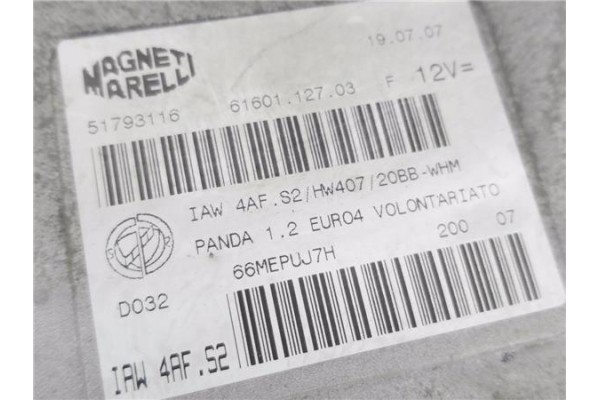 MAGNETI MARELLI
19.07.07
51793116 61601.127.03 F 12V=
IAW 4AF.S2/HW407/20BB-WHM
PANDA 1.2 EURO4 VOLONTARIATO
66MEPUJ7H 200 07
D032
IAW 4AF.S2